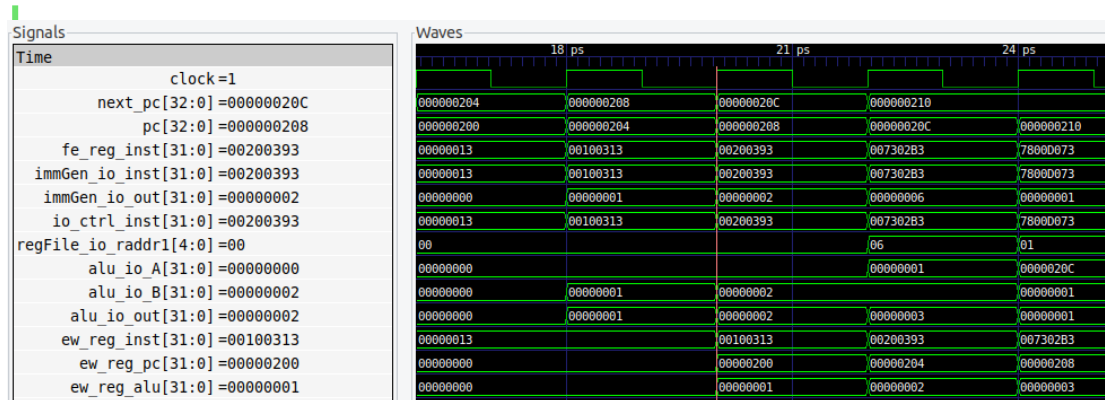 Signals
Waves
Time
18 ps 21 ps 24 ps
clock=1
next_pc[32:0]=00000020C 000000204 000000208 00000020C 000000210
pc[32:0]=000000208 000000200 000000204 000000208 00000020C 000000210
fe_reg_inst[31:0]=00200393 00000013 00100313 00200393 007302B3 7800D073
immGen_io_inst[31:0]=00200393 00000013 00100313 00200393 007302B3 7800D073
immGen_io_out[31:0]=00000002 00000000 00000001 00000002 00000006 00000001
io_ctrl_inst[31:0]=00200393 00000013 00100313 00200393 007302B3 7800D073
regFile_io_raddr1[4:0]=00 00 06 01
alu_io_A[31:0]=00000000 00000000 00000001 0000020C
alu_io_B[31:0]=00000002 00000000 00000001 00000002 00000001
alu_io_out[31:0]=00000002 00000000 00000001 00000002 00000003 00000001
ew_reg_inst[31:0]=00100313 00000013 00100313 00200393 007302B3
ew_reg_pc[31:0]=00000200 00000000 00000200 00000204 00000208
ew_reg_alu[31:0]=00000001 00000000 00000001 00000002 00000003